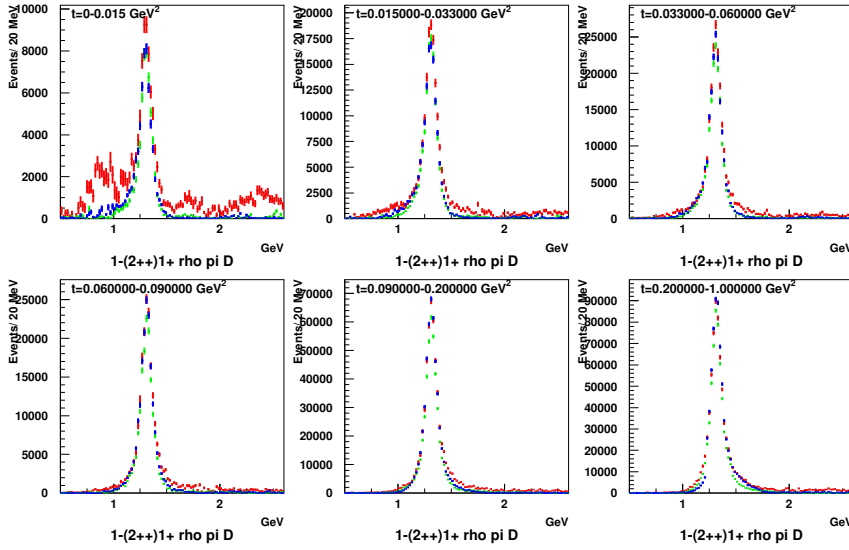 t=0-0.015 GeV2
Events/ 20 MeV
10000
8000
6000
4000
2000
0
1
2
GeV
1-(2++)1+ rho pi D
t=0.015000-0.033000 GeV2
Events/ 20 MeV
20000
17500
15000
12500
10000
7500
5000
2500
0
1
2
GeV
1-(2++)1+ rho pi D
t=0.033000-0.060000 GeV2
Events/ 20 MeV
25000
20000
15000
10000
5000
0
1
2
GeV
1-(2++)1+ rho pi D
t=0.060000-0.090000 GeV2
Events/ 20 MeV
25000
20000
15000
10000
5000
0
1
2
GeV
1-(2++)1+ rho pi D
t=0.090000-0.200000 GeV2
Events/ 20 MeV
70000
60000
50000
40000
30000
20000
10000
0
1
2
GeV
1-(2++)1+ rho pi D
t=0.200000-1.000000 GeV2
Events/ 20 MeV
90000
80000
70000
60000
50000
40000
30000
20000
10000
0
1
2
GeV
1-(2++)1+ rho pi D